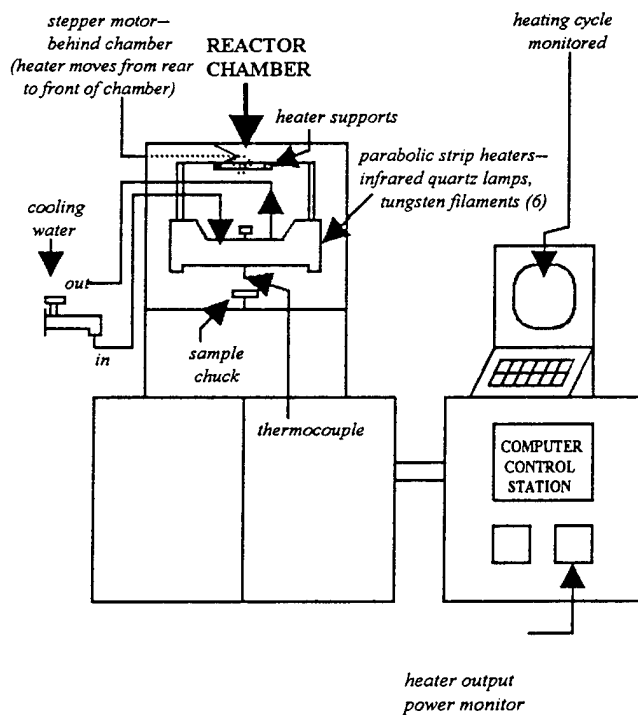 stepper motor—
behind chamber
(heater moves from rear
to front of chamber)
REACTOR
CHAMBER
heating cycle
monitored
heater supports
parabolic strip heaters—
infrared quartz lamps,
tungsten filaments (6)
cooling
water
out
in
sample
chuck
thermocouple
COMPUTER
CONTROL
STATION
heater output
power monitor